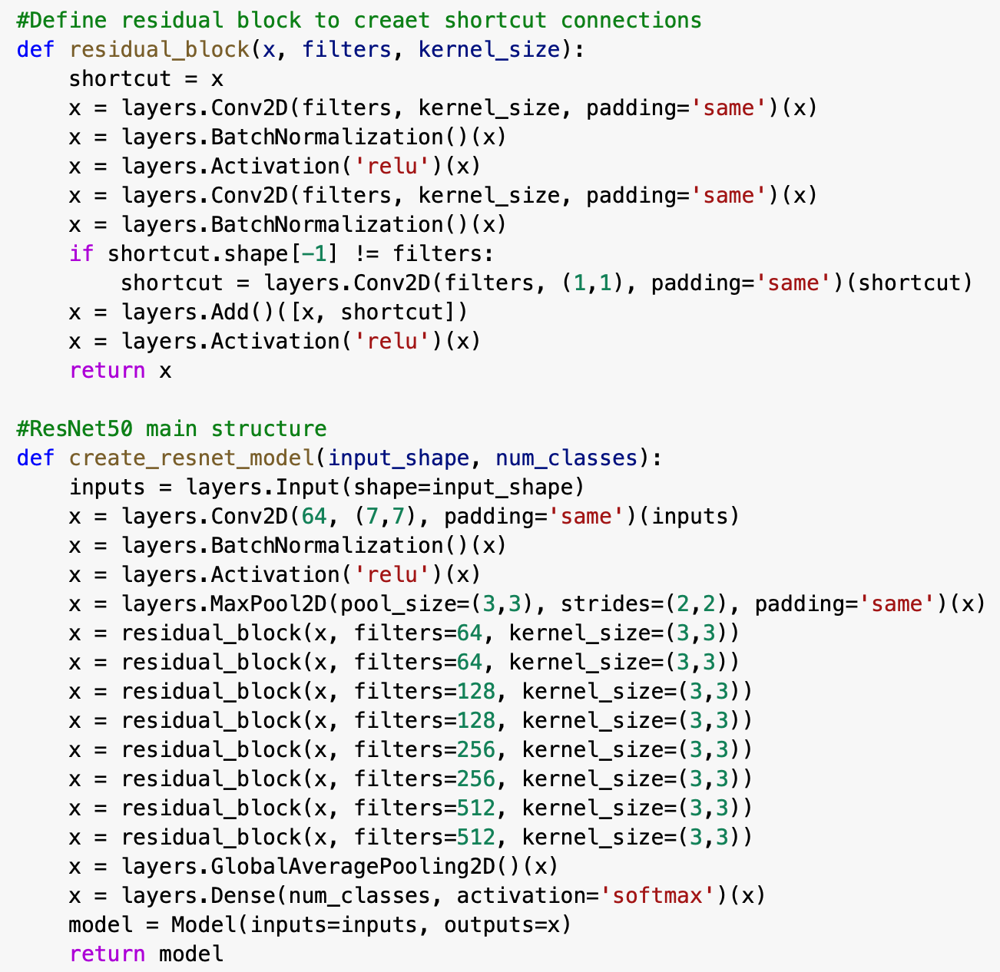 #Define residual block to creaet shortcut connections
def residual_block(x, filters, kernel_size):
    shortcut = x
    x = layers.Conv2D(filters, kernel_size, padding='same')(x)
    x = layers.BatchNormalization()(x)
    x = layers.Activation('relu')(x)
    x = layers.Conv2D(filters, kernel_size, padding='same')(x)
    x = layers.BatchNormalization()(x)
    if shortcut.shape[-1] != filters:
        shortcut = layers.Conv2D(filters, (1,1), padding='same')(shortcut)
    x = layers.Add()([x, shortcut])
    x = layers.Activation('relu')(x)
    return x

#ResNet50 main structure
def create_resnet_model(input_shape, num_classes):
    inputs = layers.Input(shape=input_shape)
    x = layers.Conv2D(64, (7,7), padding='same')(inputs)
    x = layers.BatchNormalization()(x)
    x = layers.Activation('relu')(x)
    x = layers.MaxPool2D(pool_size=(3,3), strides=(2,2), padding='same')(x)
    x = residual_block(x, filters=64, kernel_size=(3,3))
    x = residual_block(x, filters=64, kernel_size=(3,3))
    x = residual_block(x, filters=128, kernel_size=(3,3))
    x = residual_block(x, filters=128, kernel_size=(3,3))
    x = residual_block(x, filters=256, kernel_size=(3,3))
    x = residual_block(x, filters=256, kernel_size=(3,3))
    x = residual_block(x, filters=512, kernel_size=(3,3))
    x = residual_block(x, filters=512, kernel_size=(3,3))
    x = layers.GlobalAveragePooling2D()(x)
    x = layers.Dense(num_classes, activation='softmax')(x)
    model = Model(inputs=inputs, outputs=x)
    return model